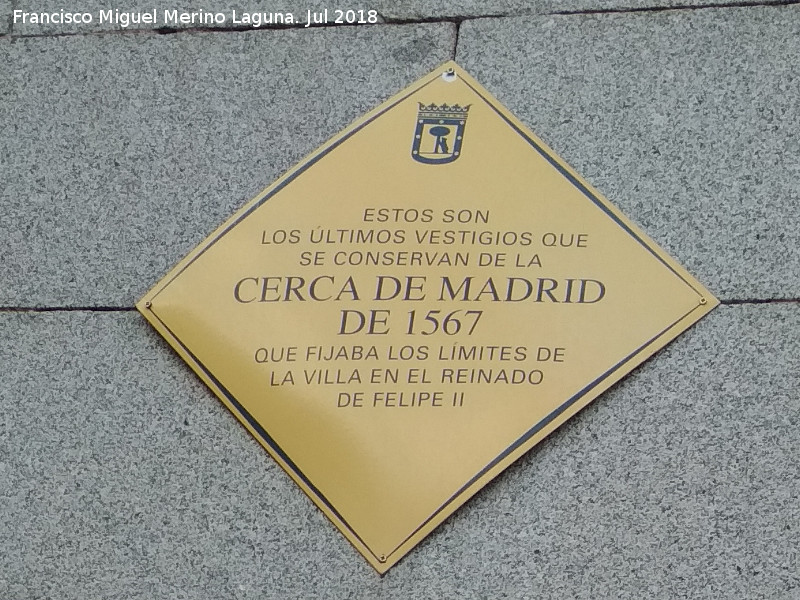 Francisco Miguel Merino Laguna. Jul 2018
ESTOS SON
LOS ÚLTIMOS VESTIGIOS QUE
SE CONSERVAN DE LA
CERCA DE MADRID
DE 1567
QUE FIJABA LOS LÍMITES DE
LA VILLA EN EL REINADO
DE FELIPE II